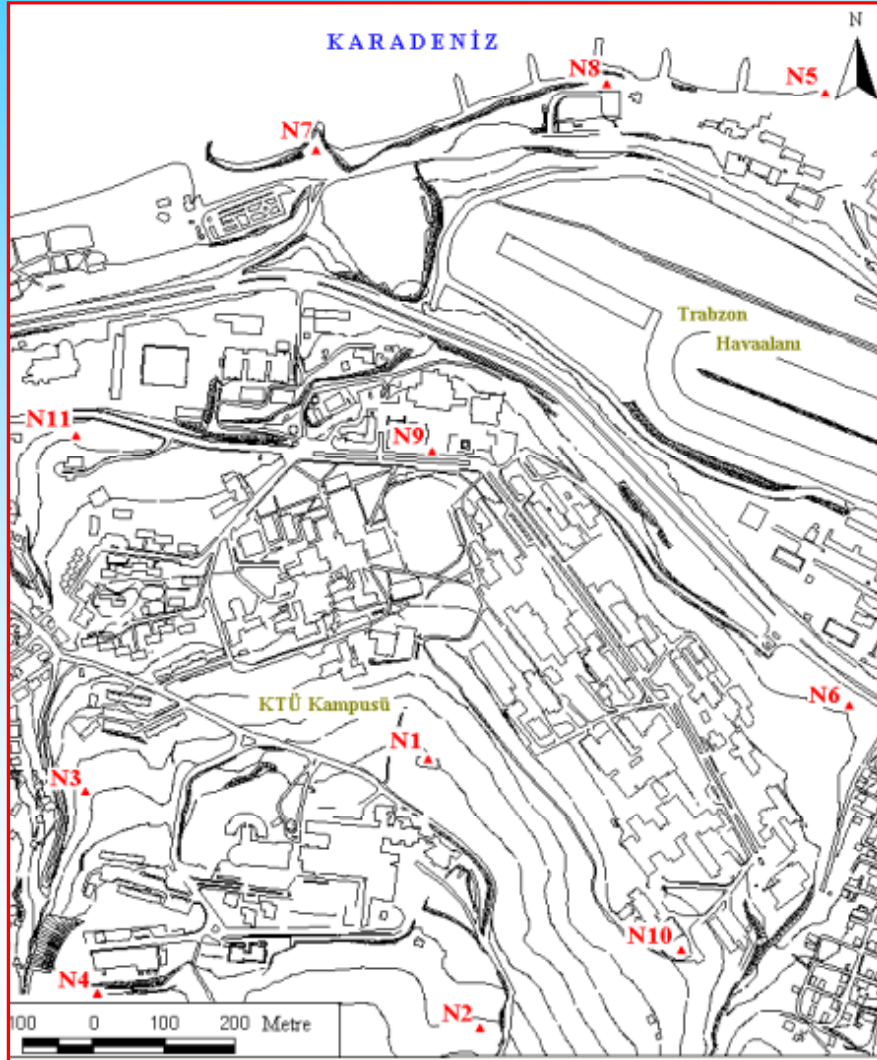 N
KARADENİZ
N8
N5
N7
Trabzon
Havaalanı
N11
N9
KTÜ Kampusü
N6
N1
N3
N10
N4
N2
100 0 100 200 Metre